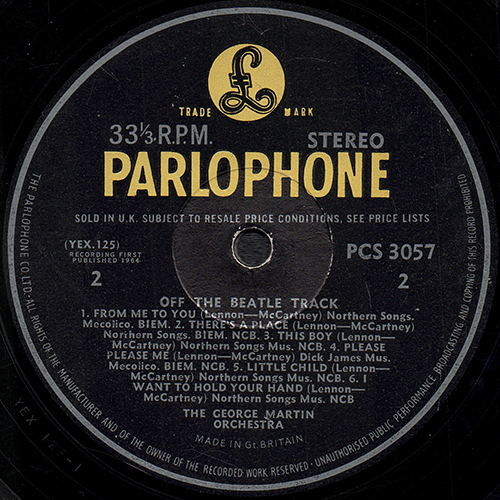 £
TRADE MARK
33⅓ R.P.M. STEREO
PARLOPHONE
SOLD IN U.K. SUBJECT TO RESALE PRICE CONDITIONS, SEE PRICE LISTS
(YEX.125) PCS 3057
RECORDING FIRST
PUBLISHED 1964
2 2
OFF THE BEATLE TRACK
1. FROM ME TO YOU (Lennon—McCartney) Northern Songs.
Mecolico. BIEM. 2. THERE'S A PLACE (Lennon—McCartney)
Northern Songs. BIEM. NCB. 3. THIS BOY (Lennon—
McCartney) Northern Songs Mus. NCB. 4. PLEASE
PLEASE ME (Lennon—McCartney) Dick James Mus.
Mecolico. BIEM. NCB. 5. LITTLE CHILD (Lennon—
McCartney) Northern Songs Mus. NCB. 6. I
WANT TO HOLD YOUR HAND (Lennon—
McCartney) Northern Songs Mus. NCB
THE GEORGE MARTIN
ORCHESTRA
MADE IN GT. BRITAIN
THE PARLOPHONE CO. LTD · ALL RIGHTS OF THE MANUFACTURER AND OF THE OWNER OF THE RECORDED WORK RESERVED · UNAUTHORISED PUBLIC PERFORMANCE BROADCASTING AND COPYING OF THIS RECORD PROHIBITED